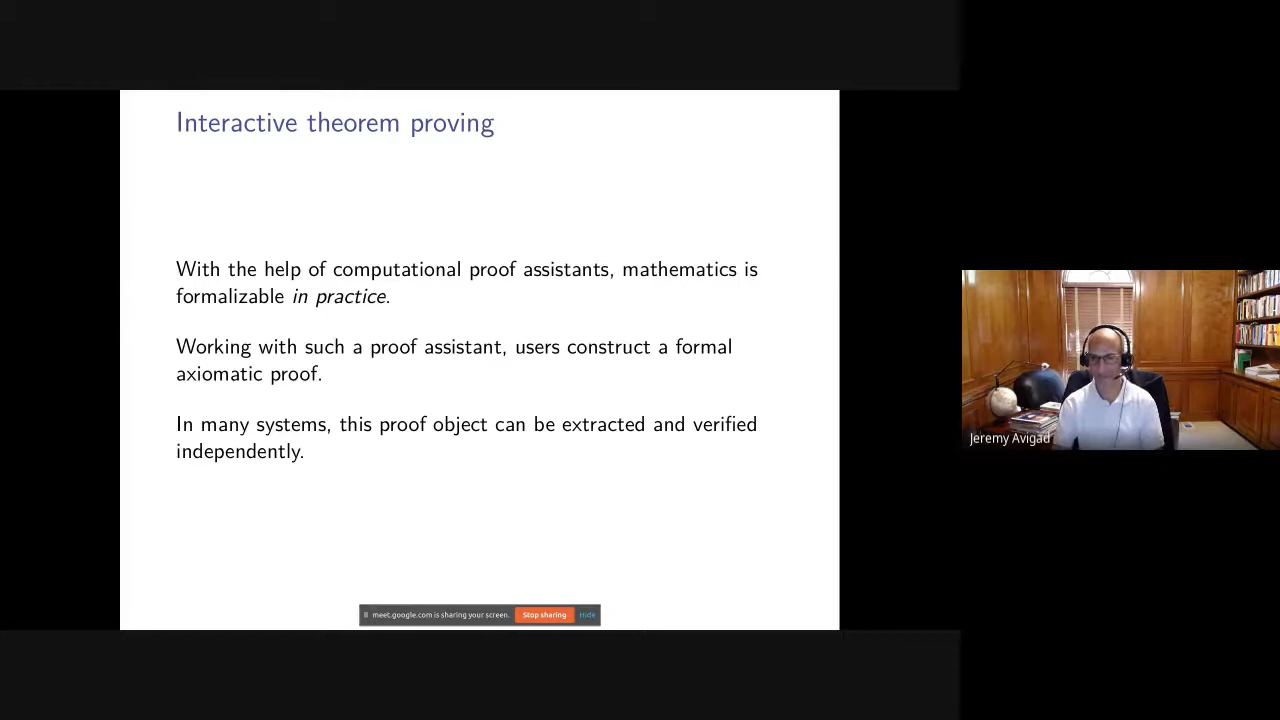 Interactive theorem proving
With the help of computational proof assistants, mathematics is
formalizable in practice.
Working with such a proof assistant, users construct a formal
axiomatic proof.
In many systems, this proof object can be extracted and verified
independently.
meet.google.com is sharing your screen. Stop sharing Hide
Jeremy Avigad